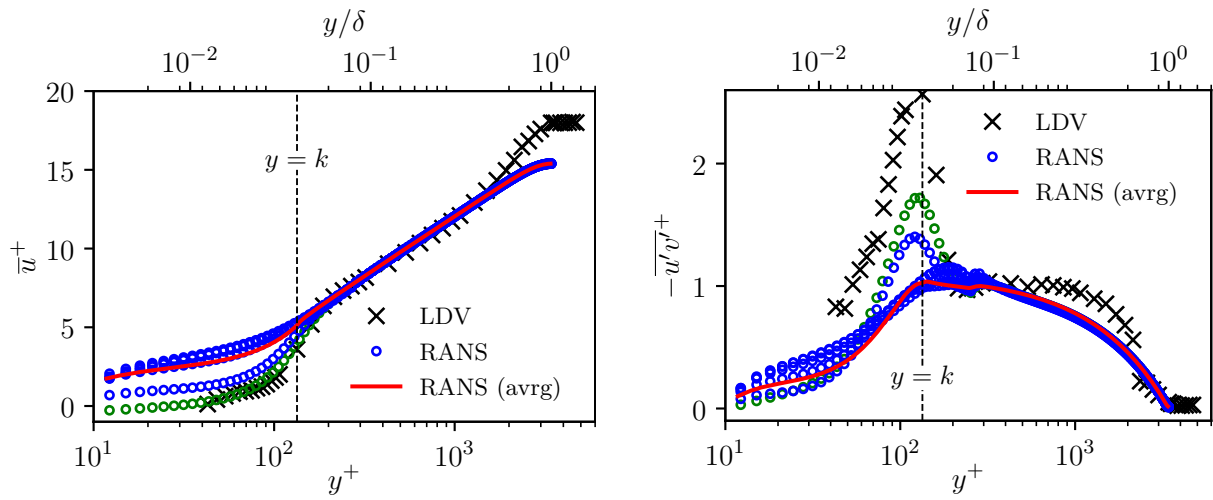 y/δ
10⁻² 10⁻¹ 10⁰
20
15
10
5
0
u̅⁺
y = k
LDV
RANS
RANS (avrg)
10¹ 10² 10³
y⁺
y/δ
10⁻² 10⁻¹ 10⁰
2
1
0
−u′v′⁺
LDV
RANS
RANS (avrg)
y = k
10¹ 10² 10³
y⁺